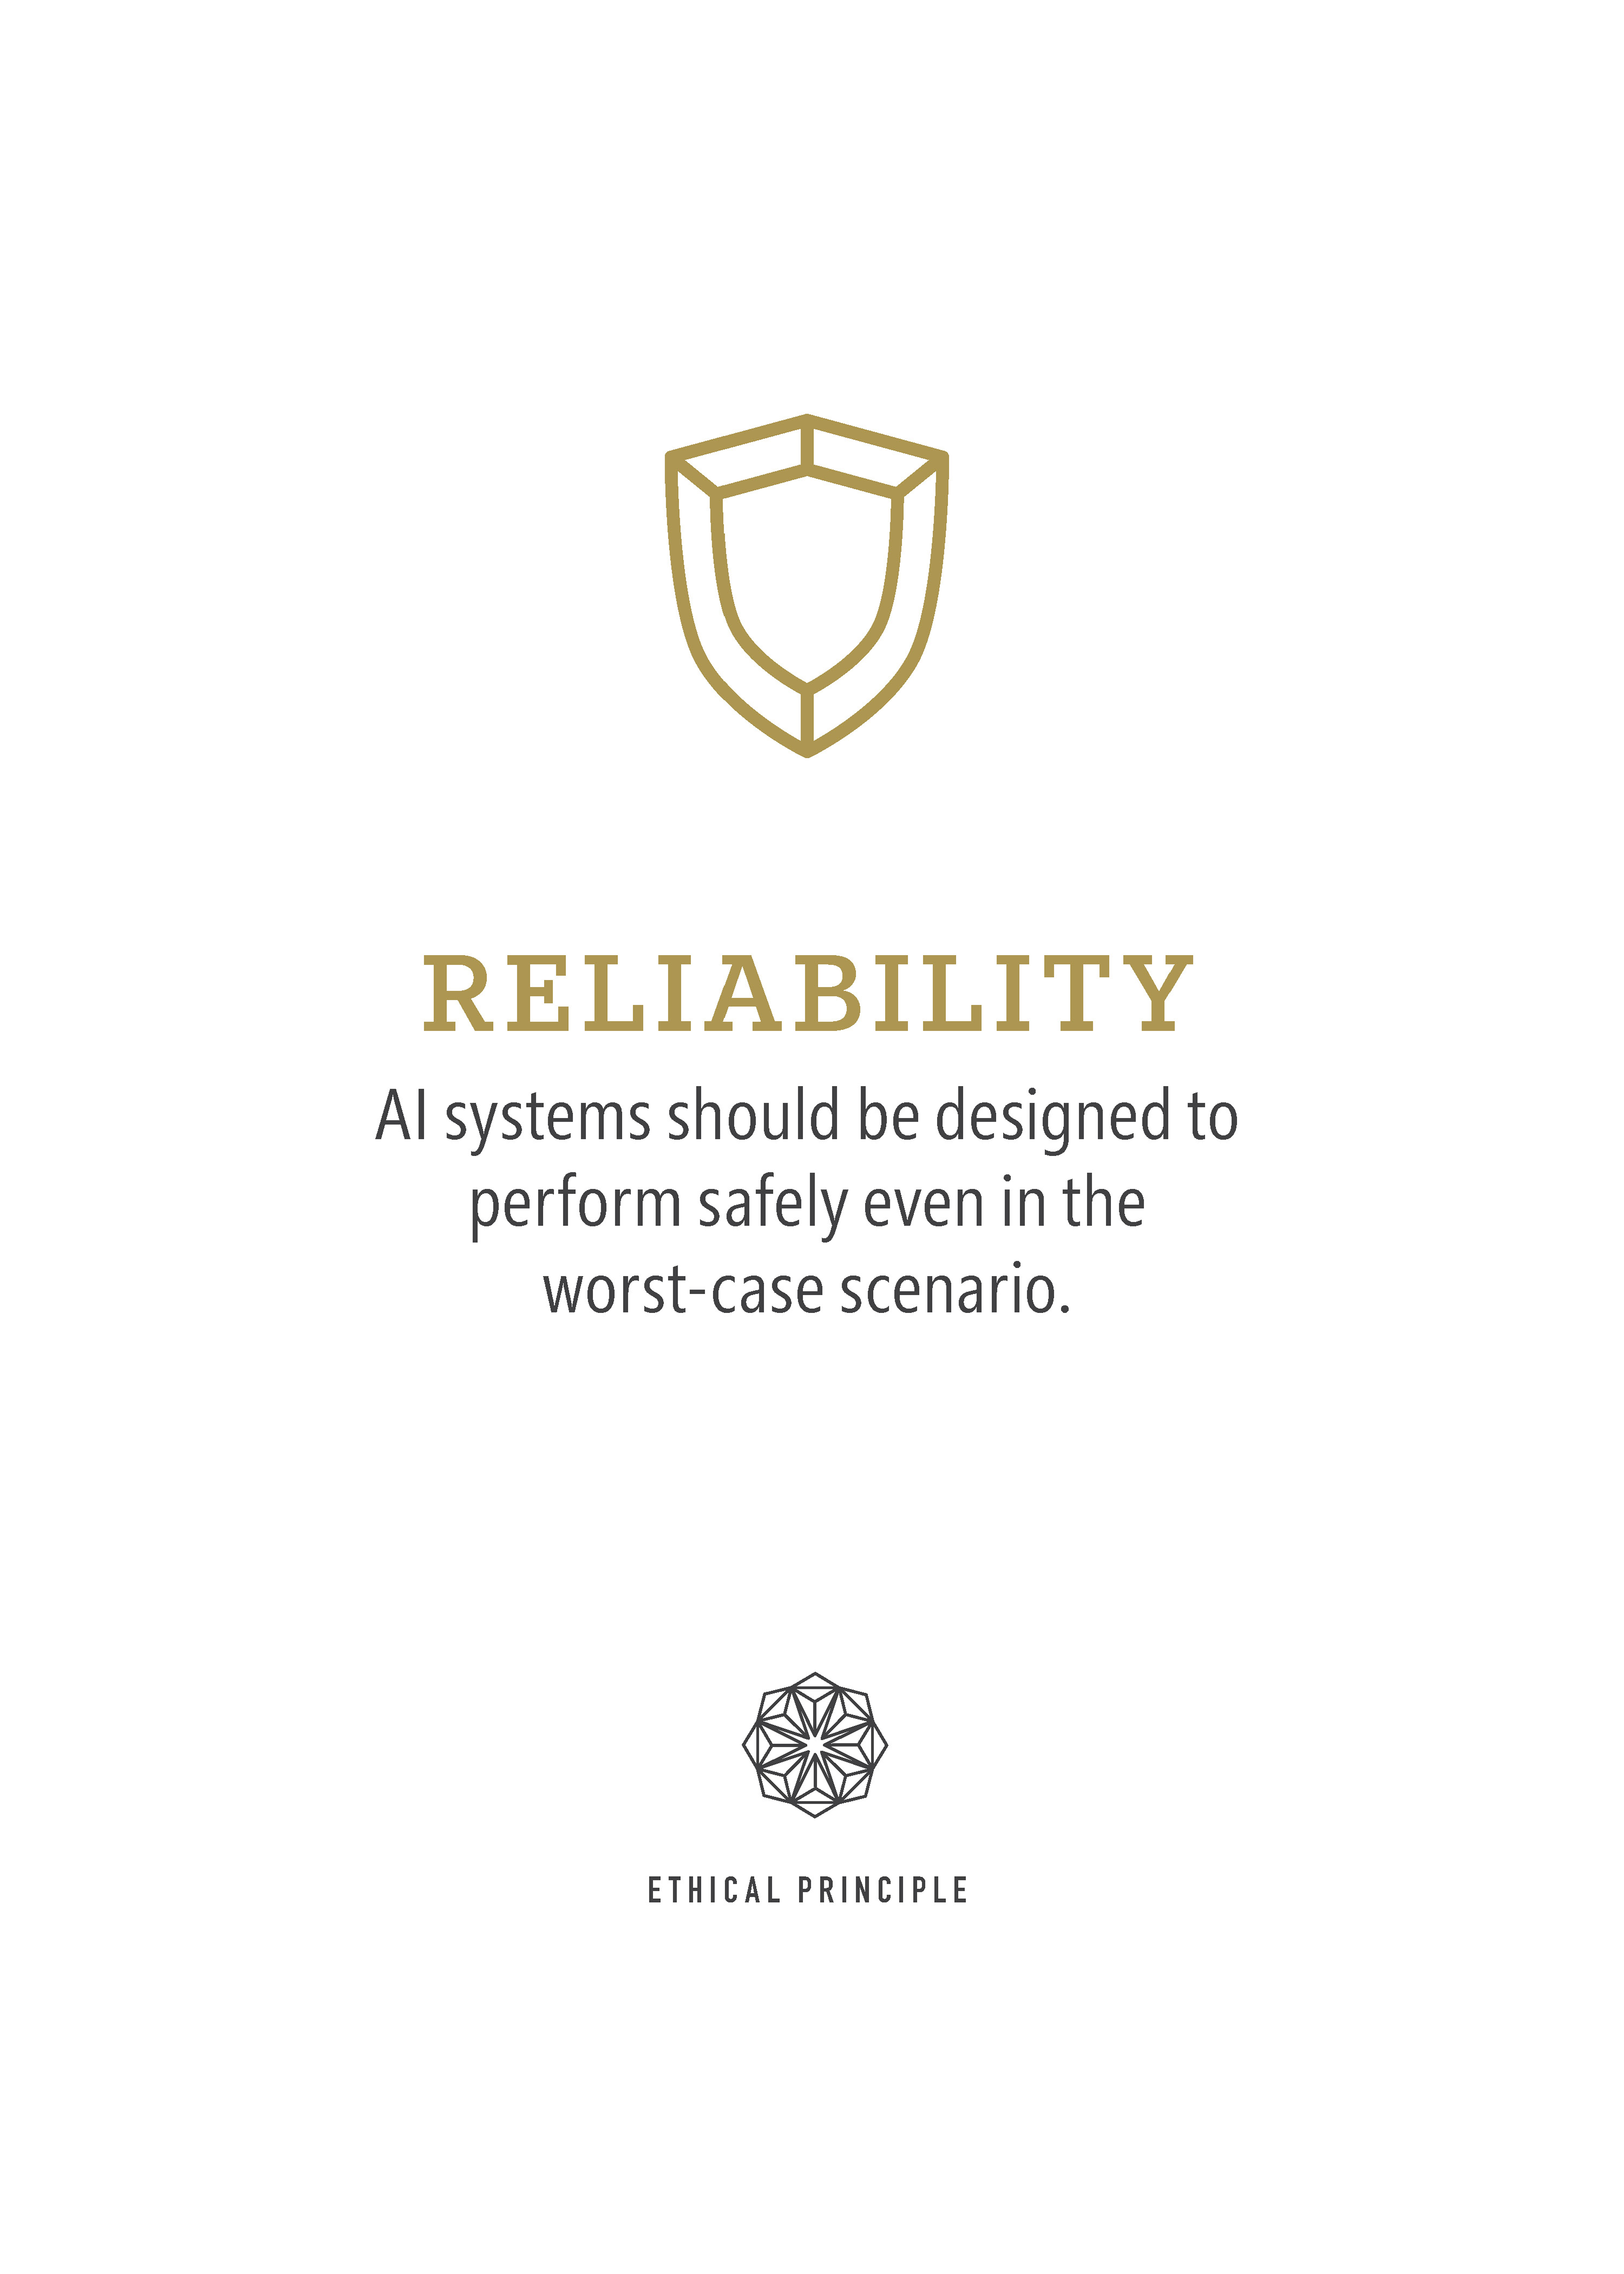 RELIABILITY
AI systems should be designed to
perform safely even in the
worst-case scenario.
ETHICAL PRINCIPLE